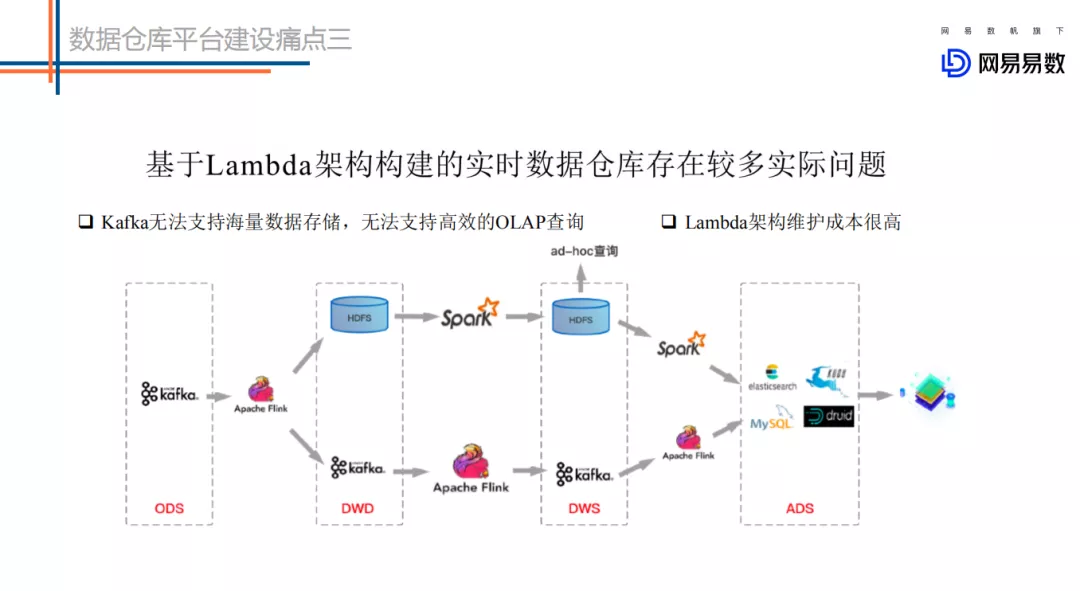 数据仓库平台建设痛点三
网易数帆旗下
网易易数
基于Lambda架构构建的实时数据仓库存在较多实际问题
Kafka无法支持海量数据存储，无法支持高效的OLAP查询
Lambda架构维护成本很高
ad-hoc查询
HDFS
Spark
HDFS
Spark
kafka
Apache Flink
elasticsearch
KUDU
MySQL
druid
kafka
Apache Flink
kafka
Apache Flink
ODS
DWD
DWS
ADS